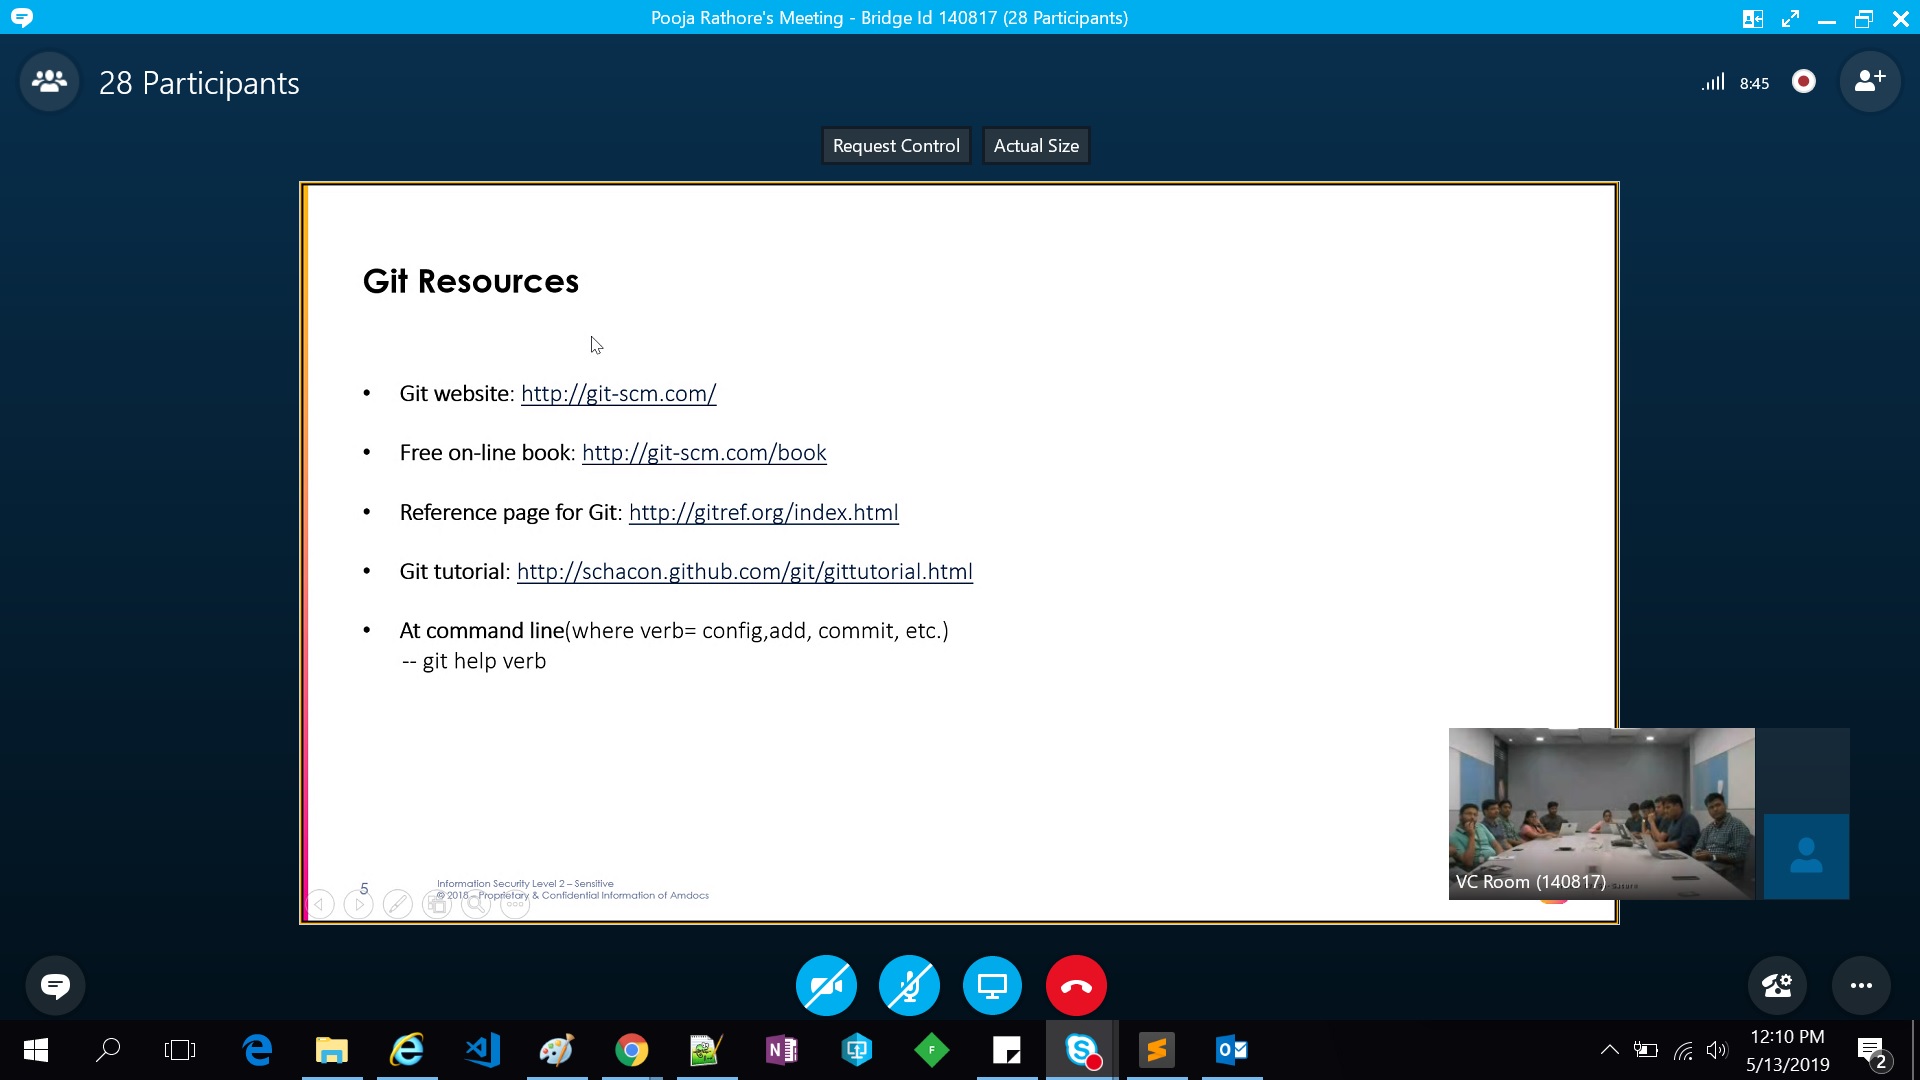 Pooja Rathore's Meeting - Bridge Id 140817 (28 Participants)
28 Participants
8:45
Request Control
Actual Size
Git Resources
• Git website: http://git-scm.com/
• Free on-line book: http://git-scm.com/book
• Reference page for Git: http://gitref.org/index.html
• Git tutorial: http://schacon.github.com/git/gittutorial.html
• At command line(where verb= config,add, commit, etc.)
-- git help verb
VC Room (140817)
5
Information Security Level 2 – Sensitive
© 2018 – Proprietary & Confidential Information of Amdocs
12:10 PM
5/13/2019
2